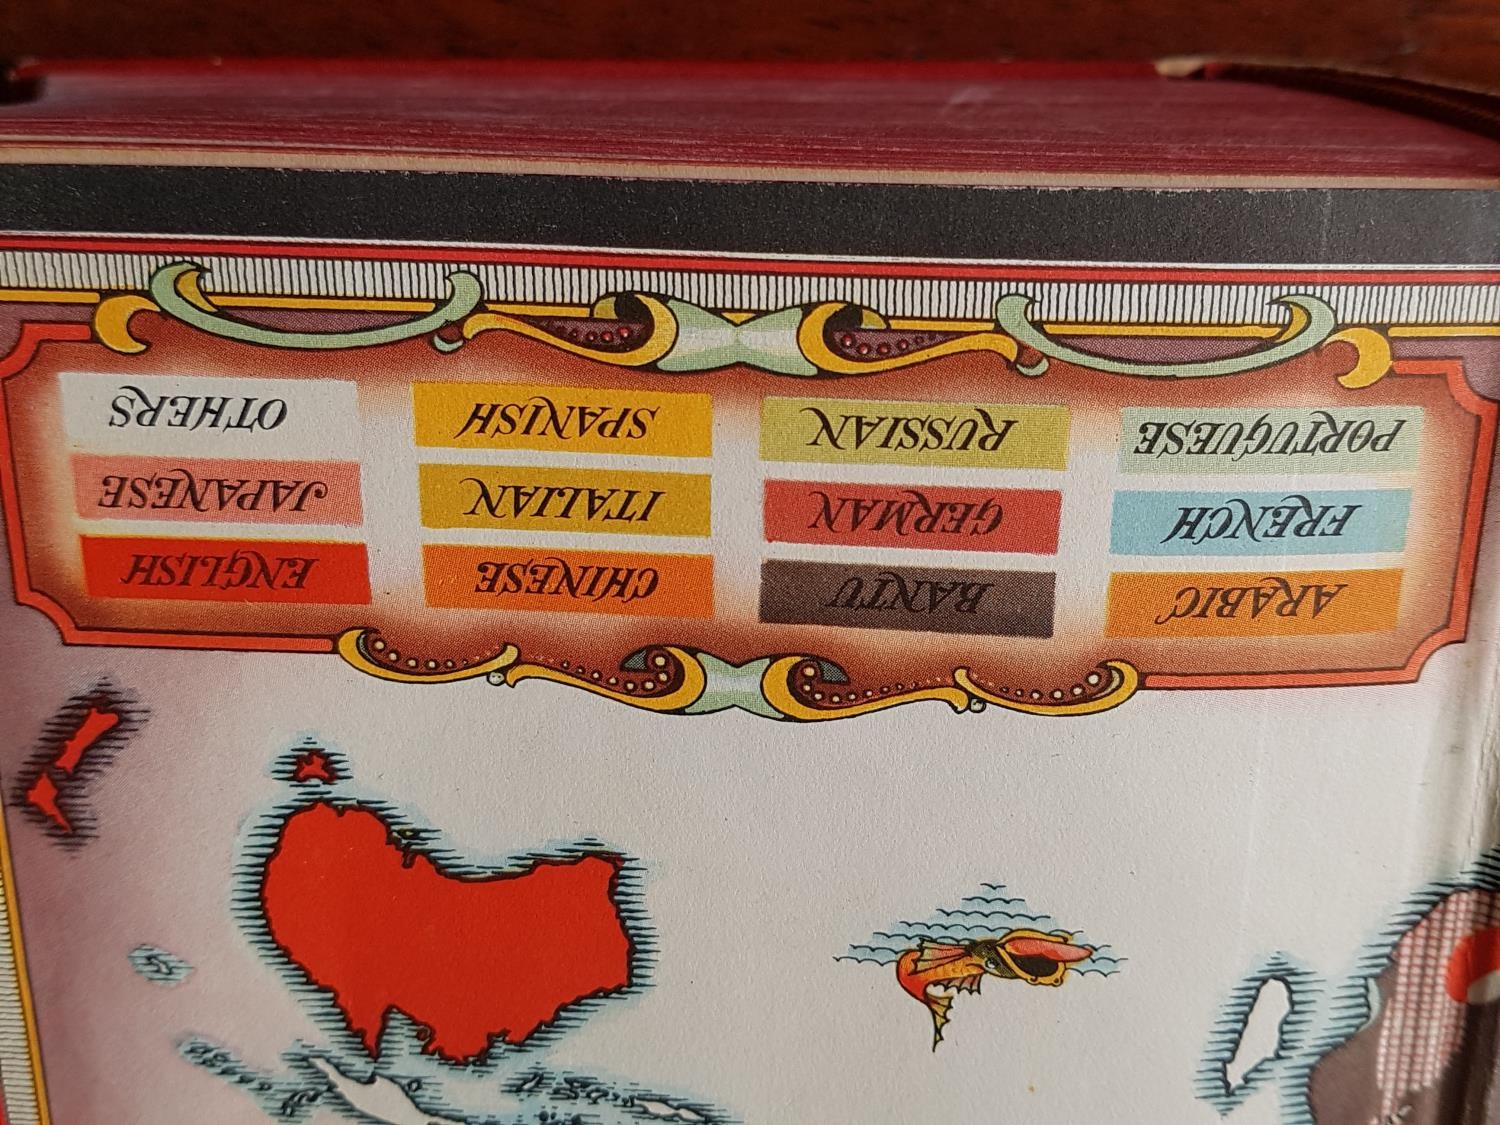 ARABIC BANTU CHINESE ENGLISH
FRENCH GERMAN ITALIAN JAPANESE
PORTUGUESE RUSSIAN SPANISH OTHERS